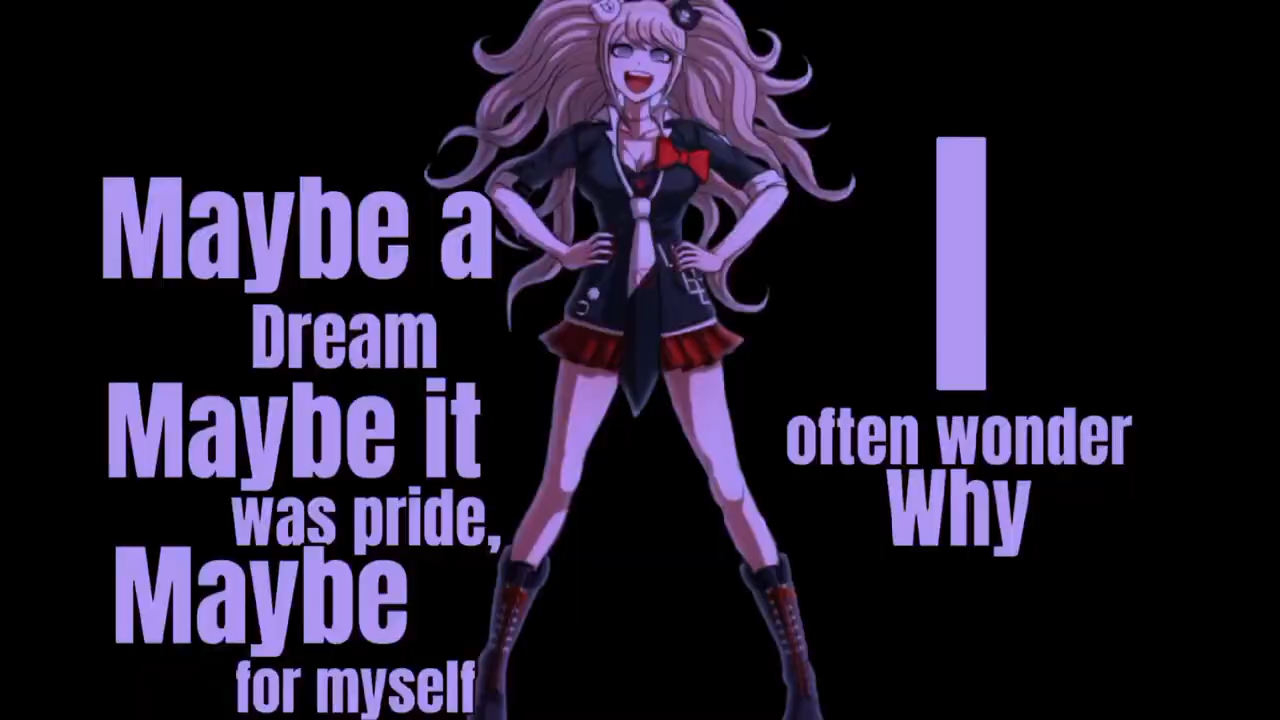 Maybe a
Dream
Maybe it
was pride,
Maybe
for myself
I
often wonder
Why